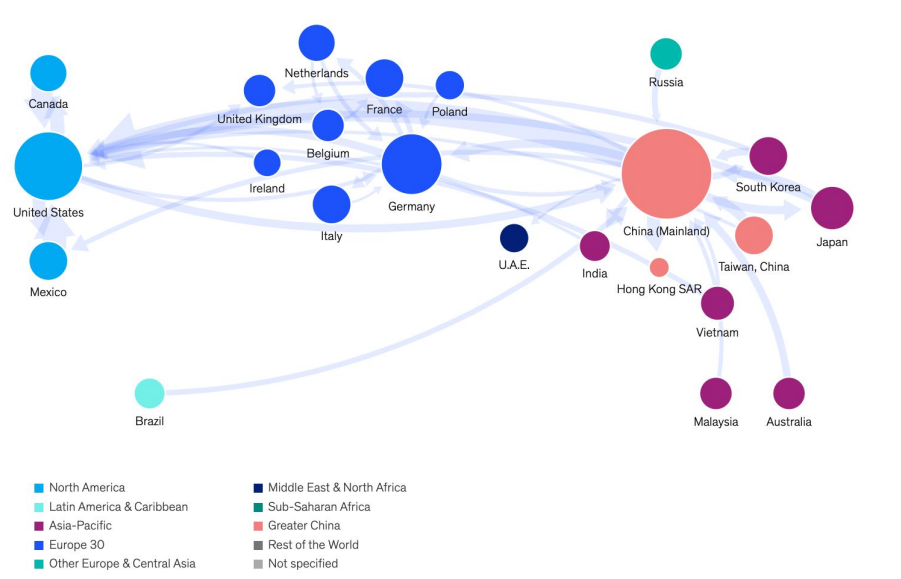 Netherlands
Russia
Canada
France
Poland
United Kingdom
Belgium
Ireland
South Korea
United States
Germany
Italy
China (Mainland)
Japan
U.A.E.
India
Taiwan, China
Mexico
Hong Kong SAR
Vietnam
Brazil
Malaysia
Australia
North America
Latin America & Caribbean
Asia-Pacific
Europe 30
Other Europe & Central Asia
Middle East & North Africa
Sub-Saharan Africa
Greater China
Rest of the World
Not specified